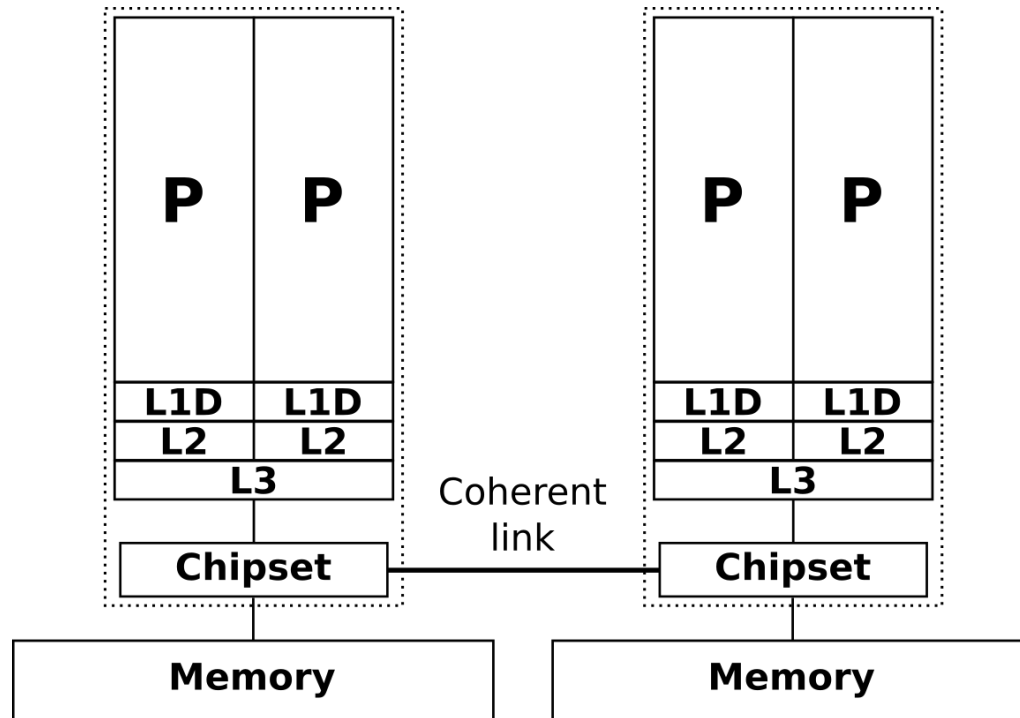 P P P P
L1D L1D L1D L1D
L2 L2 L2 L2
L3 L3
Coherent
link
Chipset Chipset
Memory Memory